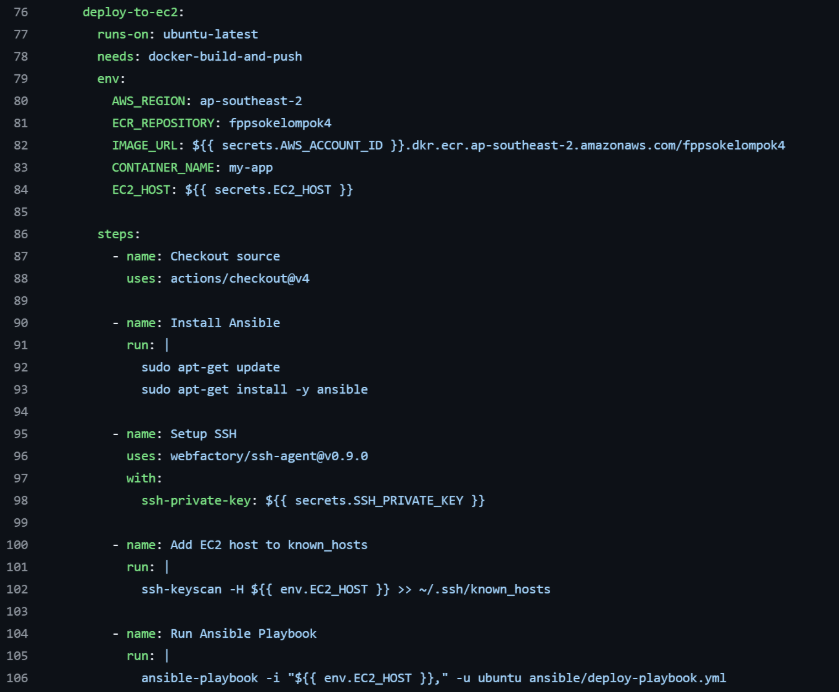 76 deploy-to-ec2:
77 runs-on: ubuntu-latest
78 needs: docker-build-and-push
79 env:
80 AWS_REGION: ap-southeast-2
81 ECR_REPOSITORY: fppsokelompok4
82 IMAGE_URL: ${{ secrets.AWS_ACCOUNT_ID }}.dkr.ecr.ap-southeast-2.amazonaws.com/fppsokelompok4
83 CONTAINER_NAME: my-app
84 EC2_HOST: ${{ secrets.EC2_HOST }}
85
86 steps:
87 - name: Checkout source
88 uses: actions/checkout@v4
89
90 - name: Install Ansible
91 run: |
92 sudo apt-get update
93 sudo apt-get install -y ansible
94
95 - name: Setup SSH
96 uses: webfactory/ssh-agent@v0.9.0
97 with:
98 ssh-private-key: ${{ secrets.SSH_PRIVATE_KEY }}
99
100 - name: Add EC2 host to known_hosts
101 run: |
102 ssh-keyscan -H ${{ env.EC2_HOST }} >> ~/.ssh/known_hosts
103
104 - name: Run Ansible Playbook
105 run: |
106 ansible-playbook -i "${{ env.EC2_HOST }}," -u ubuntu ansible/deploy-playbook.yml